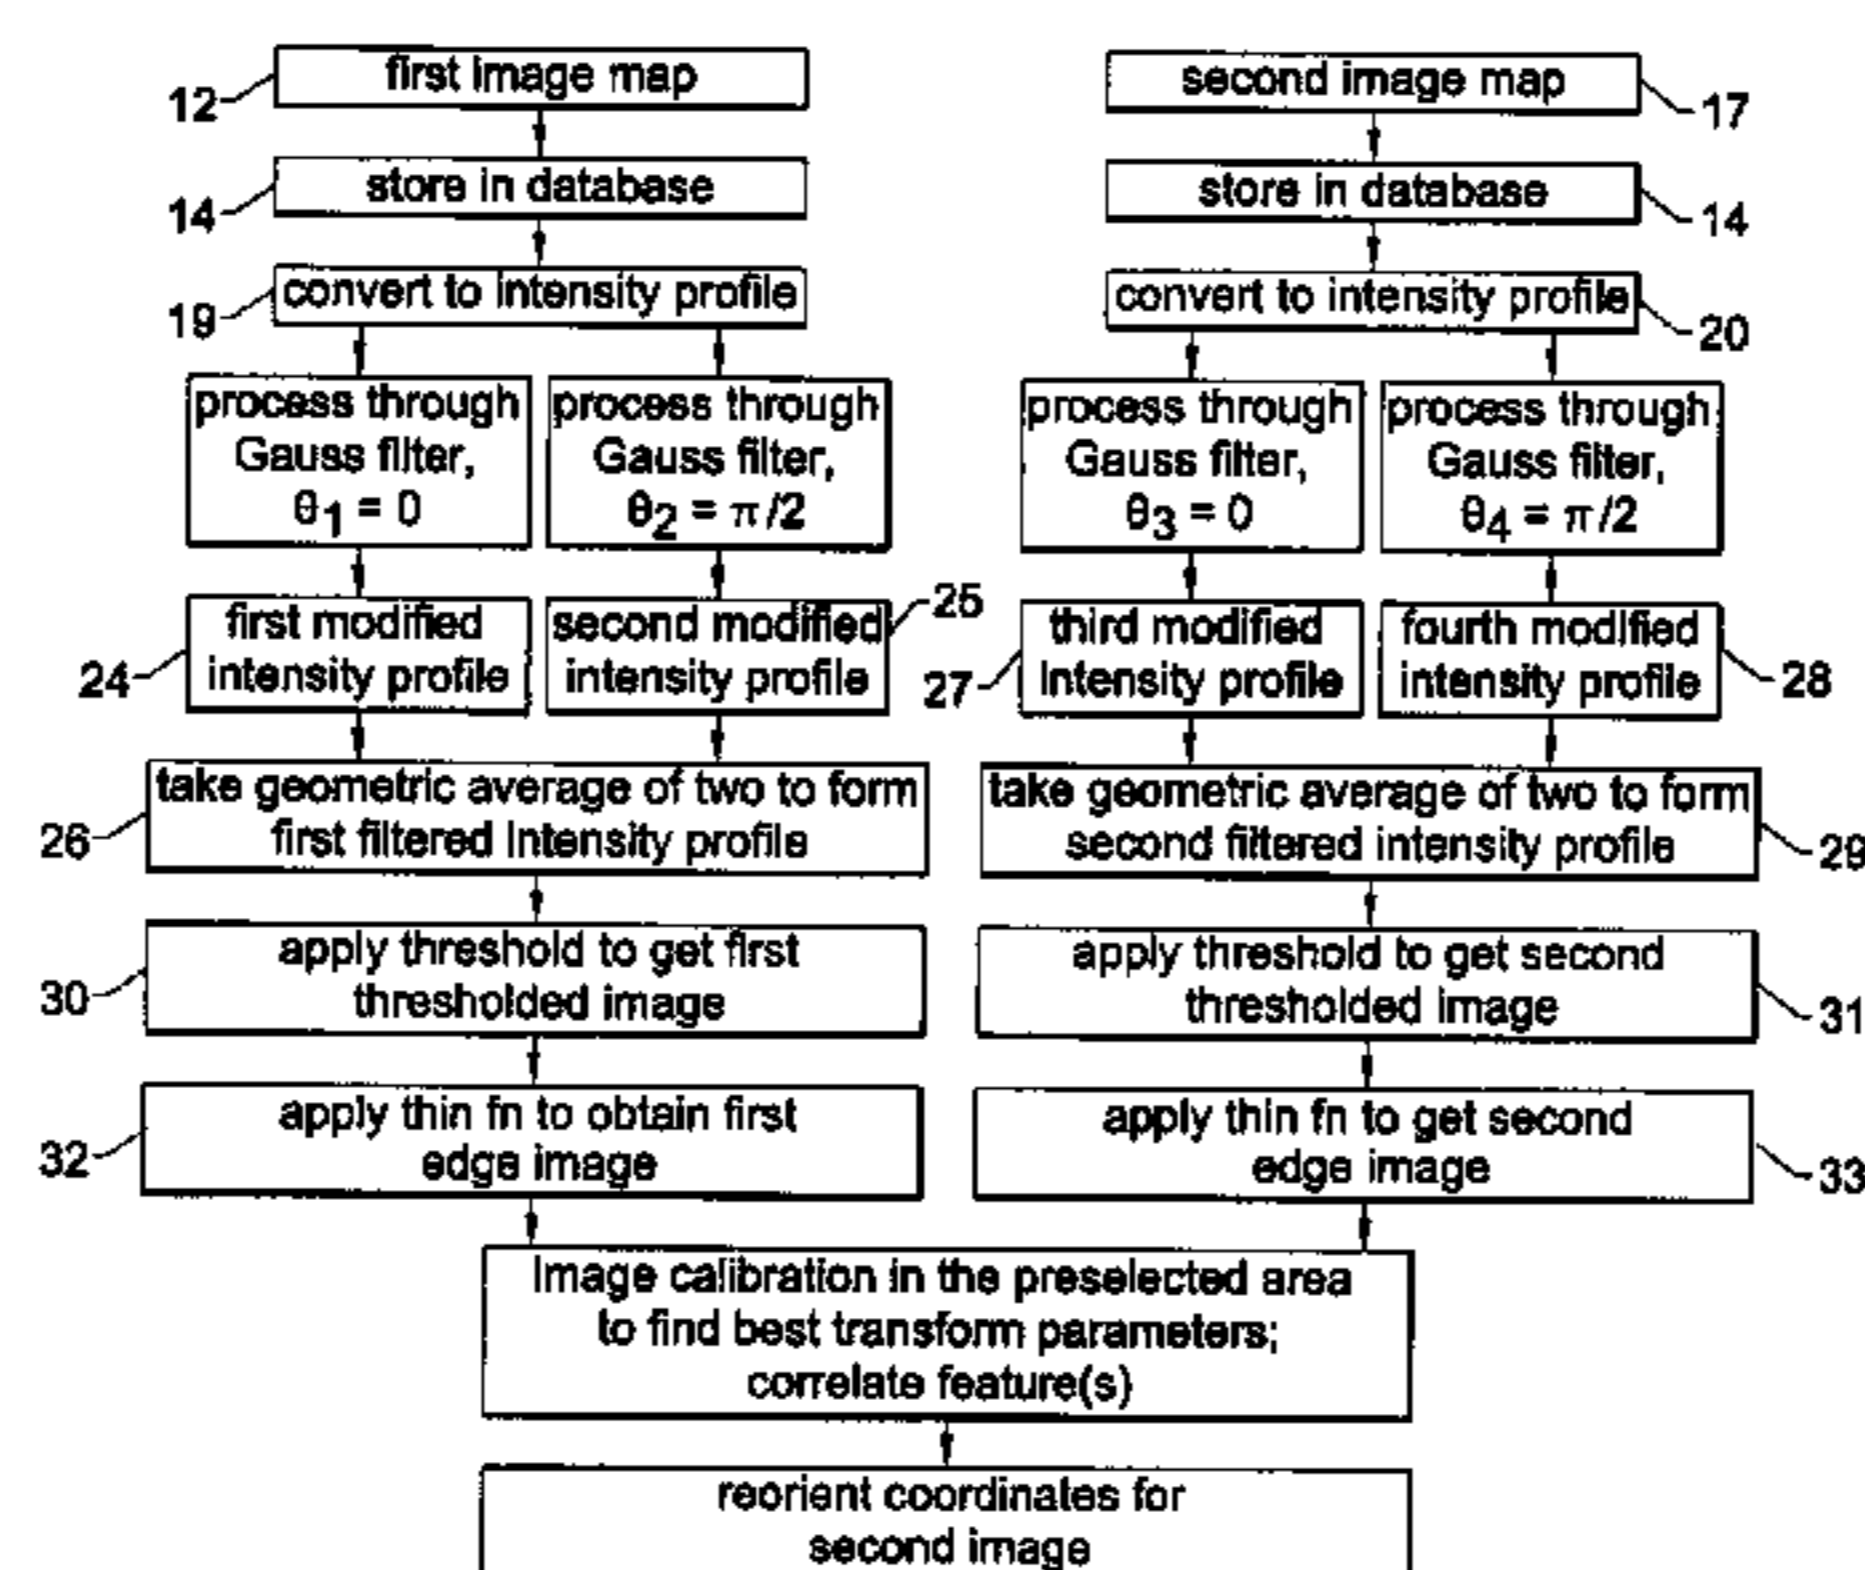 first image map
12
store in database
14
convert to intensity profile
19
process through
Gauss filter,
θ1 = 0
process through
Gauss filter,
θ2 = π/2
first modified
intensity profile
24
second modified
intensity profile
25
take geometric average of two to form
first filtered intensity profile
26
apply threshold to get first
thresholded image
30
apply thin fn to obtain first
edge image
32
second image map
17
store in database
14
convert to intensity profile
20
process through
Gauss filter,
θ3 = 0
process through
Gauss filter,
θ4 = π/2
third modified
intensity profile
27
fourth modified
intensity profile
28
take geometric average of two to form
second filtered intensity profile
29
apply threshold to get second
thresholded image
31
apply thin fn to get second
edge image
33
image calibration in the preselected area
to find best transform parameters;
correlate feature(s)
reorient coordinates for
second image